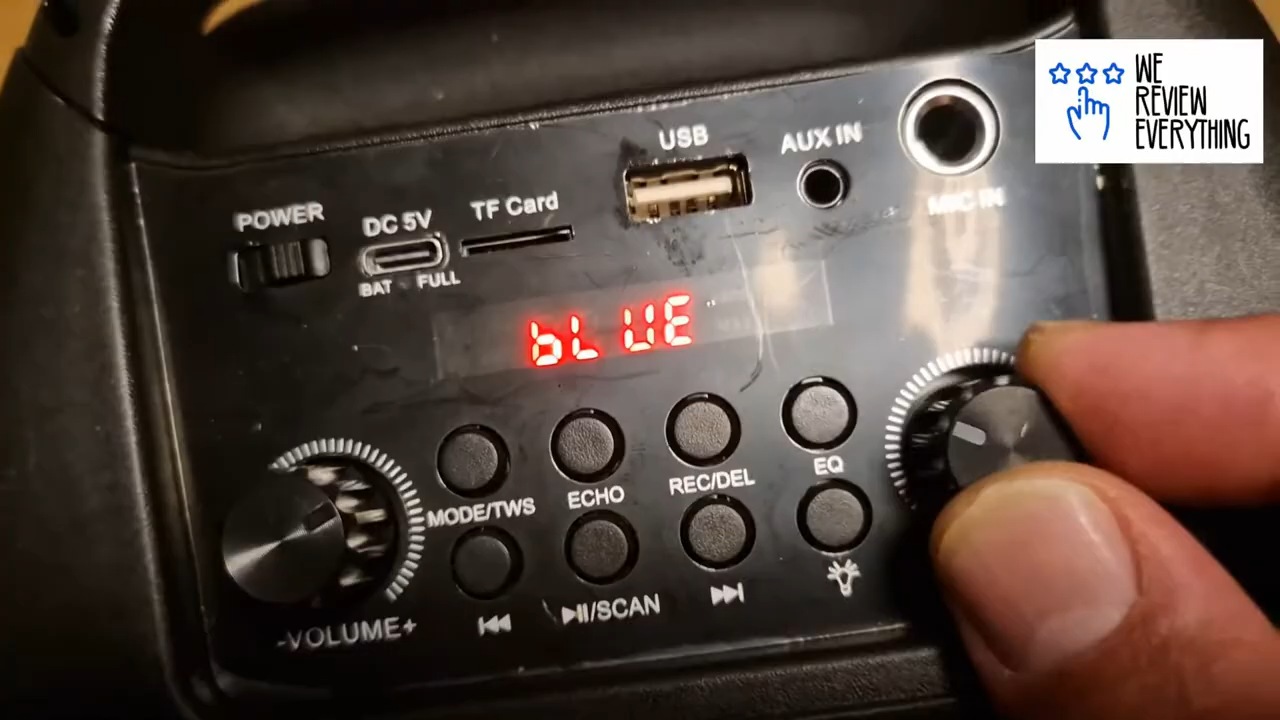 WE
REVIEW
EVERYTHING
USB
AUX IN
MIC IN
POWER
DC 5V
TF Card
BAT
FULL
bLUE
MODE/TWS
ECHO
REC/DEL
EQ
-VOLUME+
/SCAN